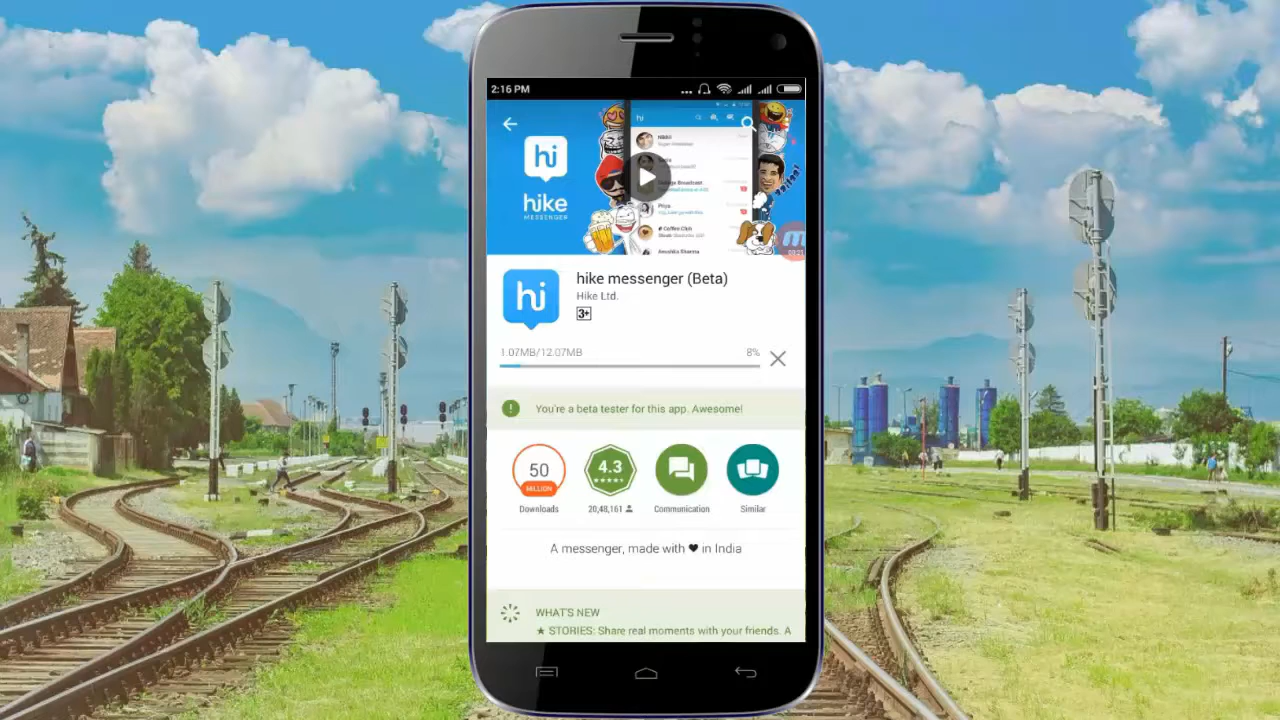 2:16 PM
hi
hike
MESSENGER
hi
hike messenger (Beta)
Hike Ltd.
3+
1.07MB/12.07MB 8%
You're a beta tester for this app. Awesome!
50
MILLION
Downloads
4.3
20,48,161
Communication
Similar
A messenger, made with ♥ in India
WHAT'S NEW
★ STORIES: Share real moments with your friends. A